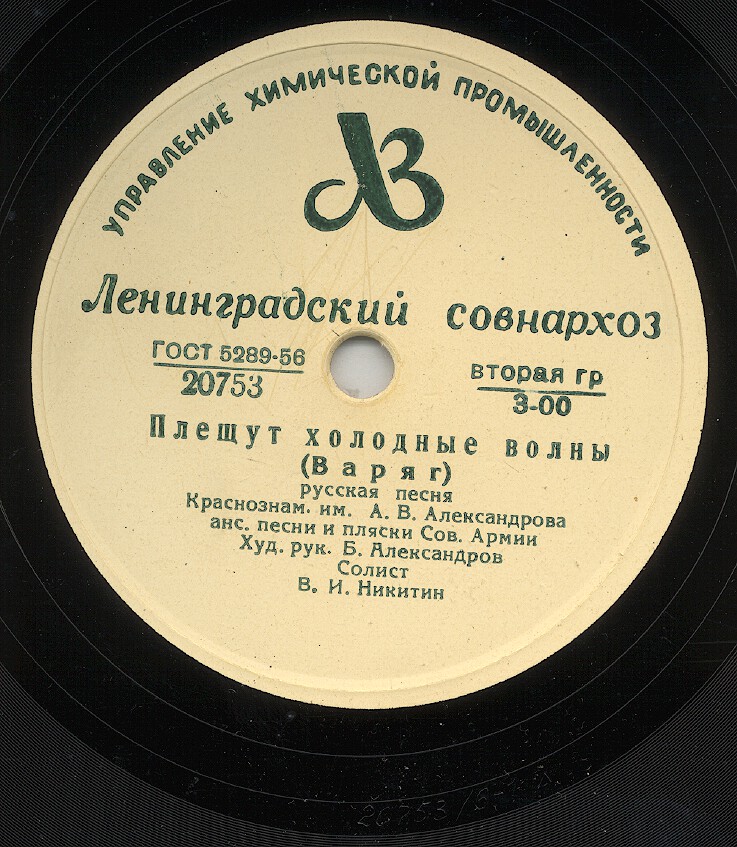 УПРАВЛЕНИЕ ХИМИЧЕСКОЙ ПРОМЫШЛЕННОСТИ
Ленинградский совнархоз
ГОСТ 5289-56
20753
вторая гр
3-00
Плещут холодные волны
(Варяг)
русская песня
Краснознам. им. А. В. Александрова
анс. песни и пляски Сов. Армии
Худ. рук. Б. Александров
Солист
В. И. Никитин